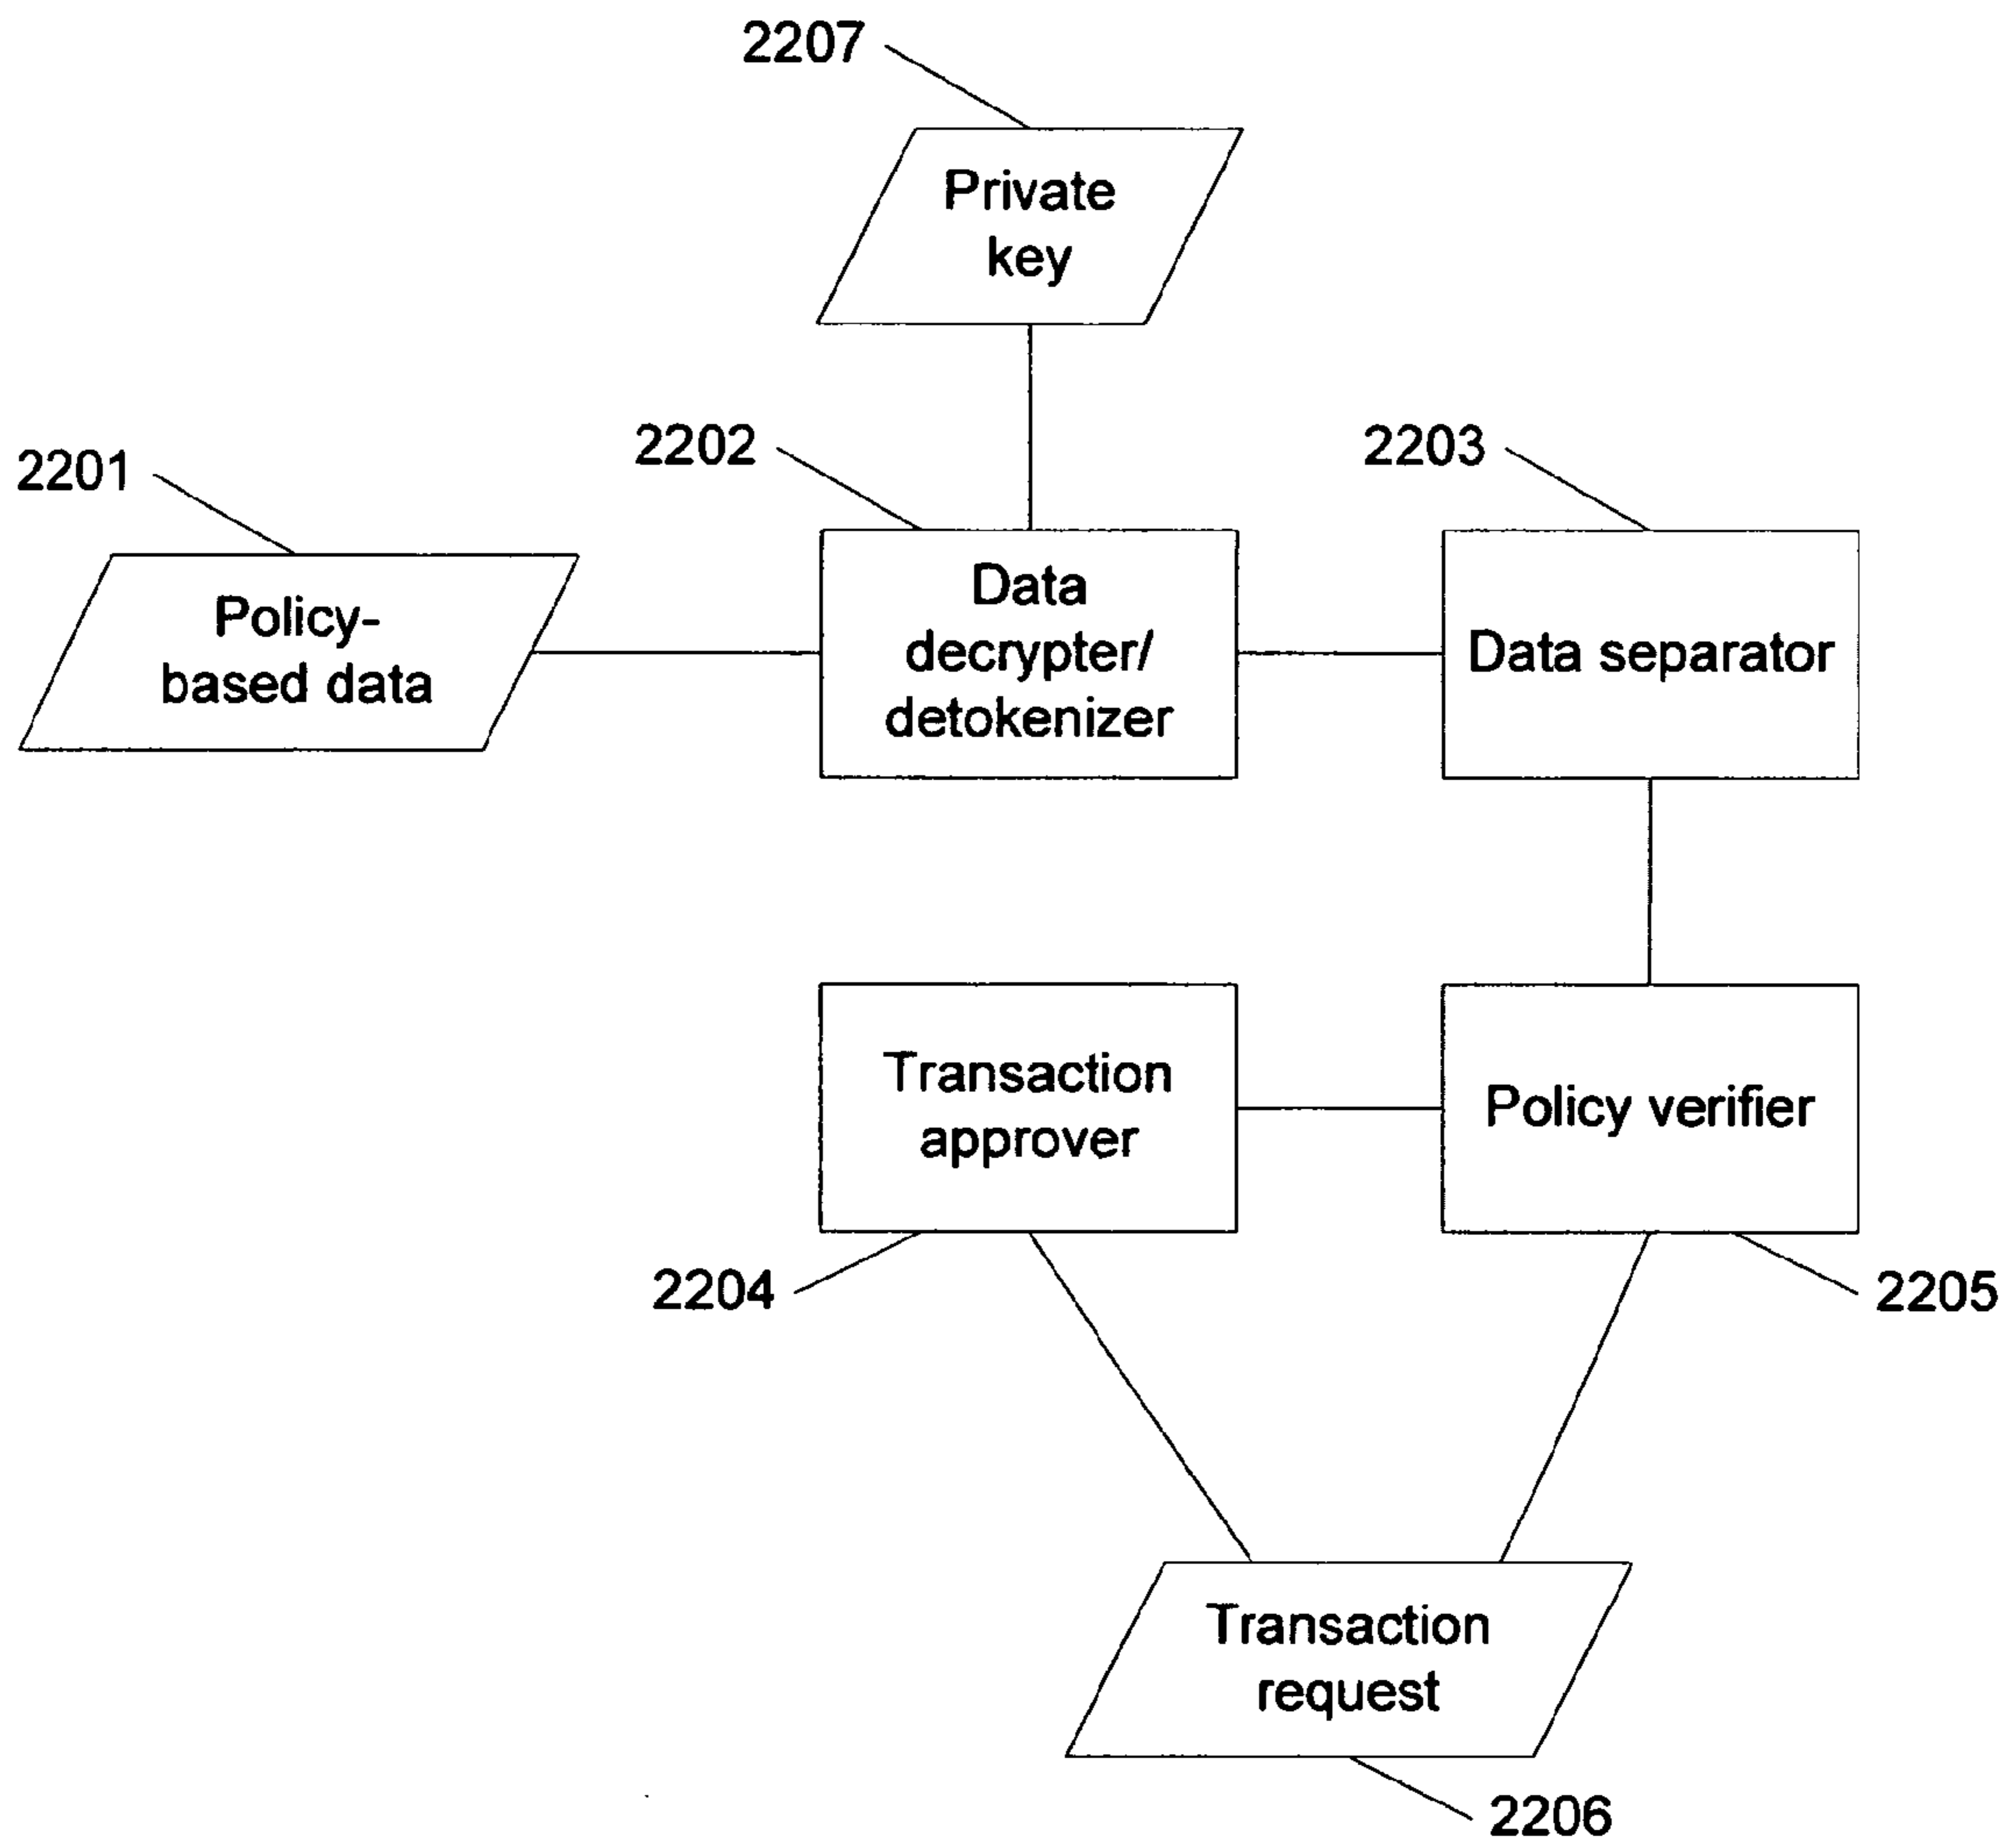 2207
Private
key
2201
2202
2203
Policy-
based data
Data
decrypter/
detokenizer
Data separator
Transaction
approver
Policy verifier
2204
2205
Transaction
request
2206